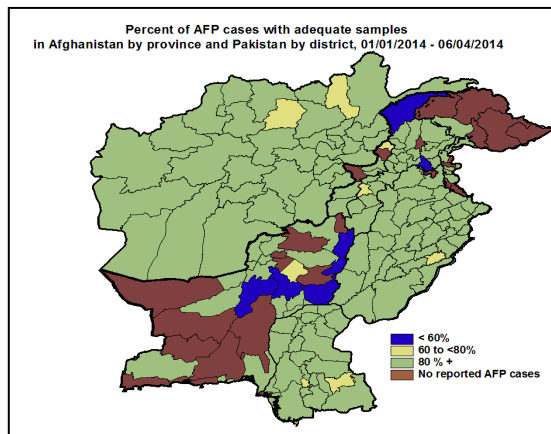 Percent of AFP cases with adequate samples
in Afghanistan by province and Pakistan by district, 01/01/2014 - 06/04/2014
< 60%
60 to <80%
80 % +
No reported AFP cases